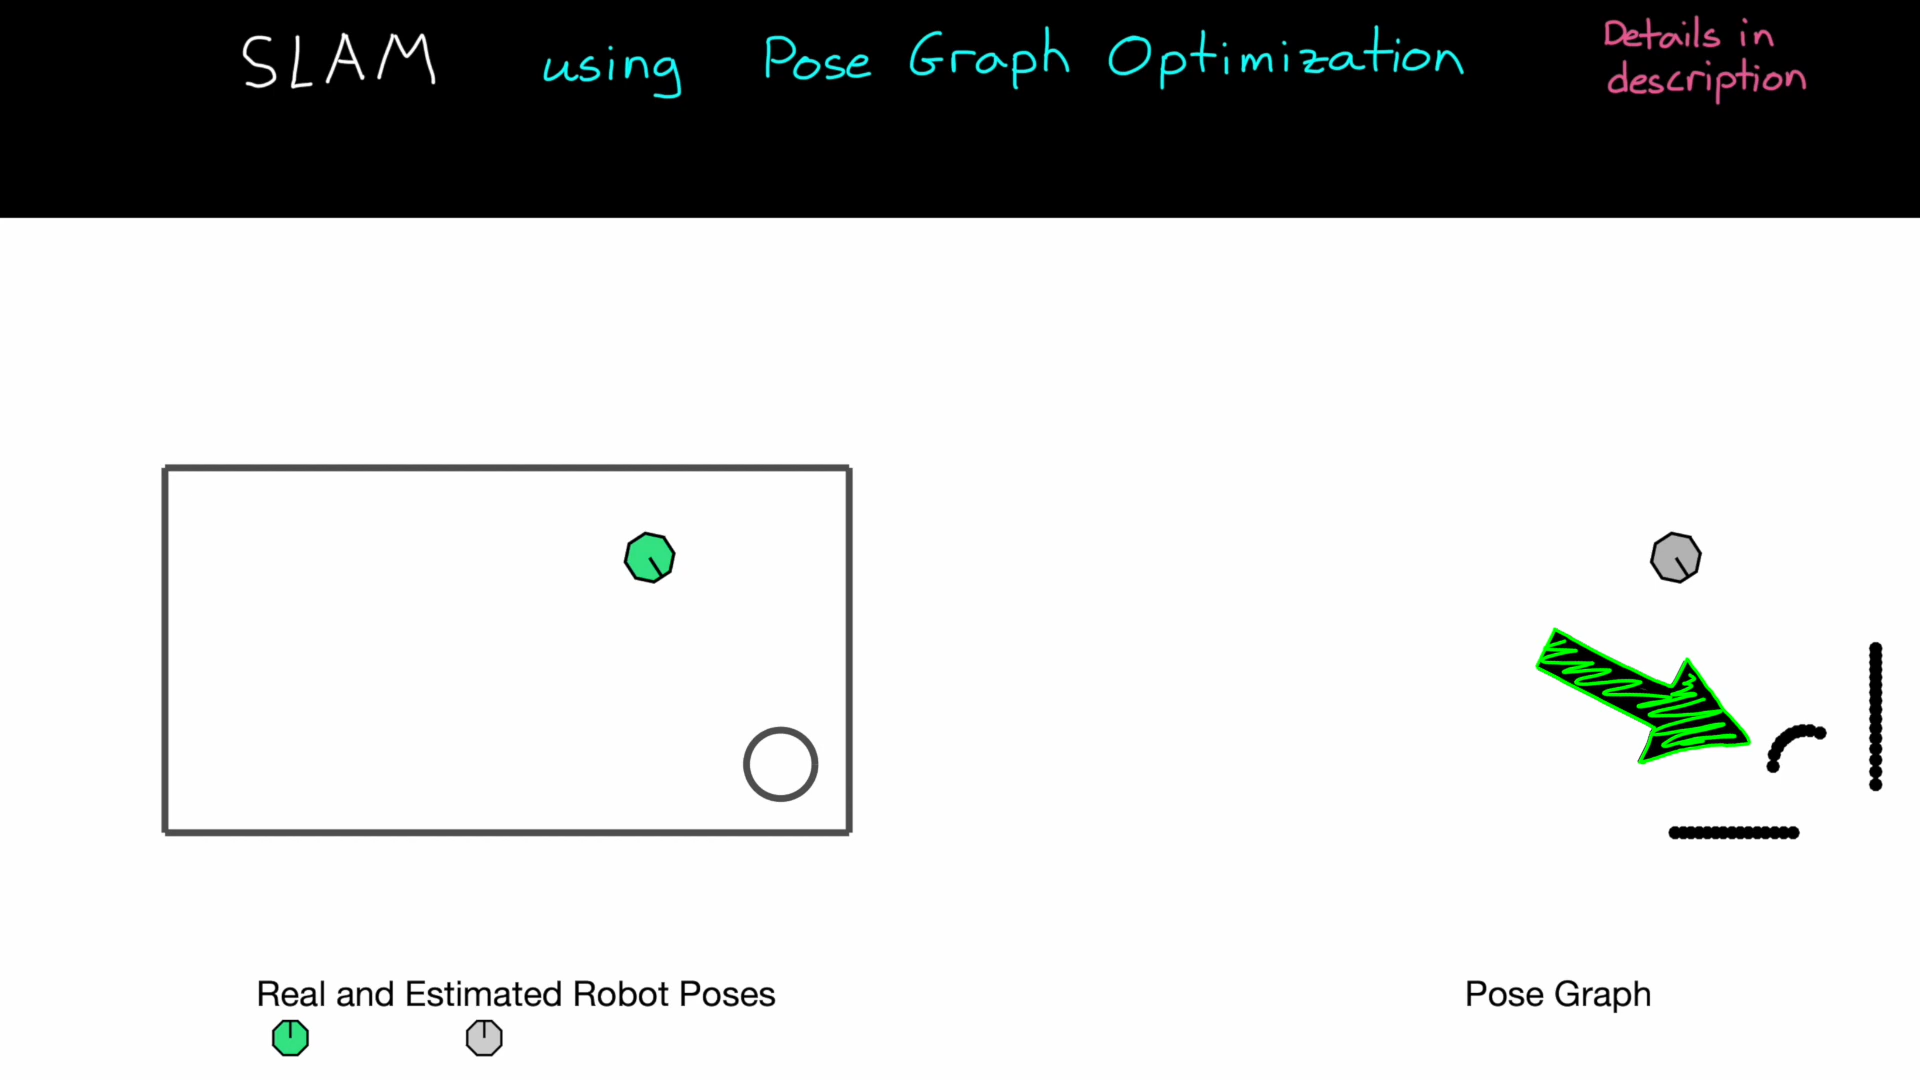 SLAM using Pose Graph Optimization
Details in
description
Real and Estimated Robot Poses
Pose Graph